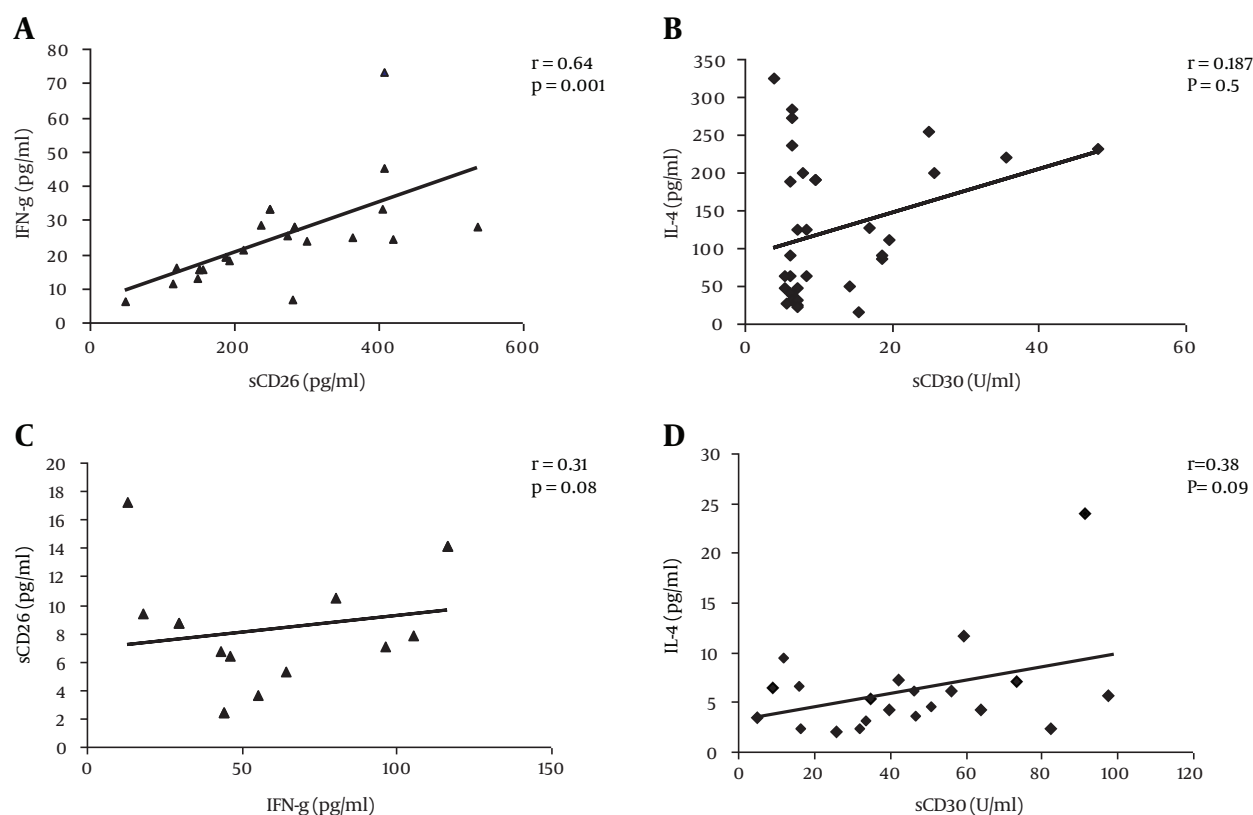 A
80
70
60
50
40
30
20
10
0
IFN-g (pg/ml)
0 200 400 600
sCD26 (pg/ml)
r = 0.64
p = 0.001
B
350
300
250
200
150
100
50
0
IL-4 (pg/ml)
0 20 40 60
sCD30 (U/ml)
r = 0.187
P = 0.5
C
20
18
16
14
12
10
8
6
4
2
0
sCD26 (pg/ml)
0 50 100 150
IFN-g (pg/ml)
r = 0.31
p = 0.08
D
30
25
20
15
10
5
0
IL-4 (pg/ml)
0 20 40 60 80 100 120
sCD30 (U/ml)
r=0.38
P= 0.09